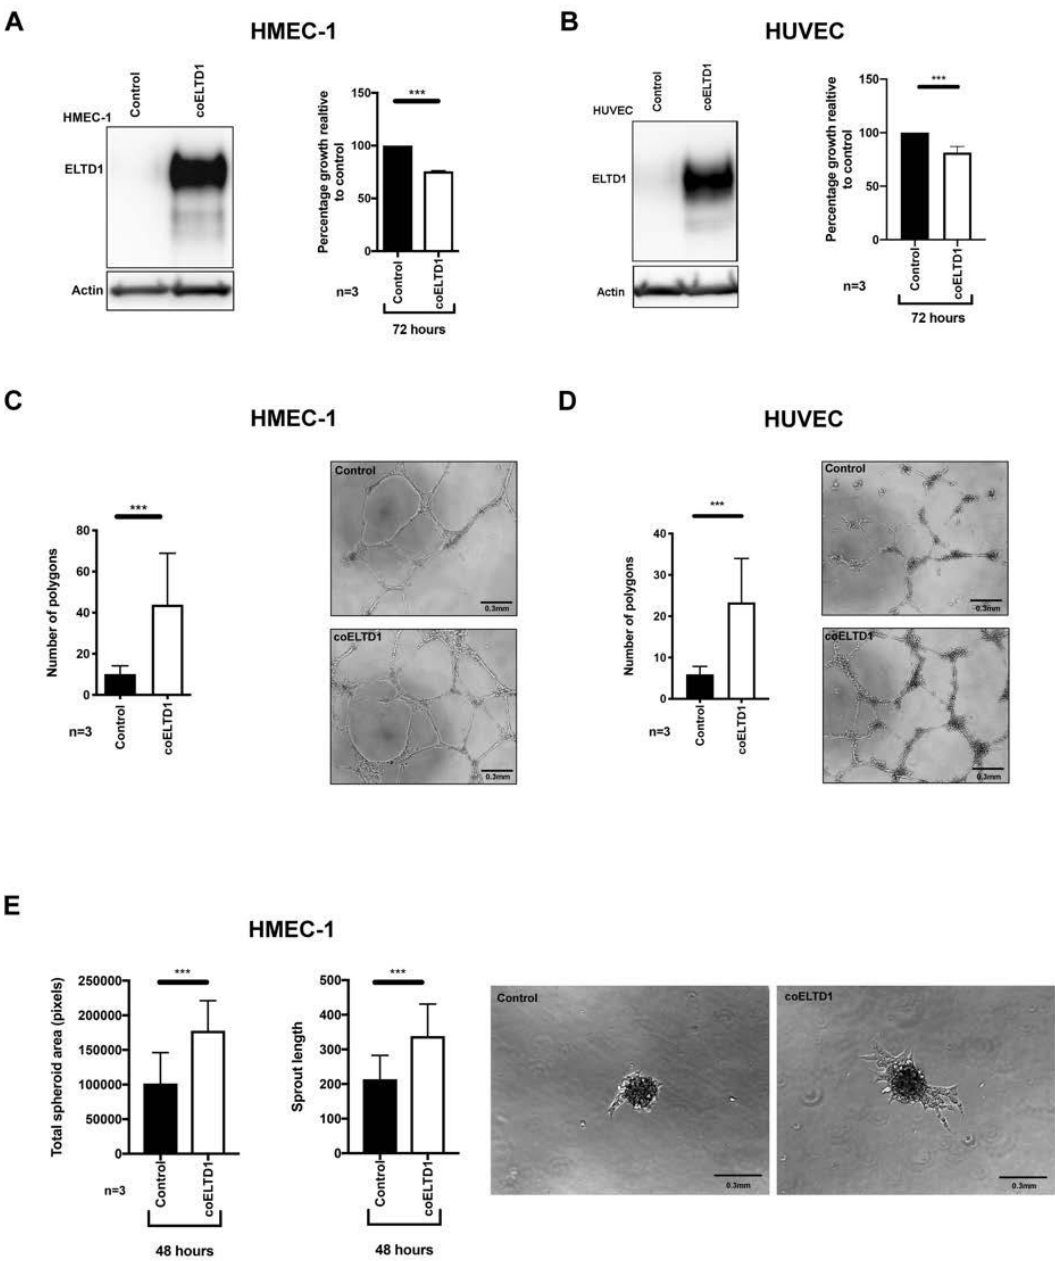 A
HMEC-1
HMEC-1
Control
coELTD1
ELTD1
Actin
Percentage growth realtive
to control
150
100
50
0
***
n=3
Control
coELTD1
72 hours
B
HUVEC
HUVEC
Control
coELTD1
ELTD1
Actin
Percentage growth realtive
to control
150
100
50
0
***
n=3
Control
coELTD1
72 hours
C
HMEC-1
Number of polygons
80
60
40
20
0
***
n=3
Control
coELTD1
Control
0.3mm
coELTD1
0.3mm
D
HUVEC
Number of polygons
40
30
20
10
0
***
n=3
Control
coELTD1
Control
0.3mm
coELTD1
0.3mm
E
HMEC-1
Total spheroid area (pixels)
250000
200000
150000
100000
50000
0
***
n=3
Control
coELTD1
48 hours
Sprout length
500
400
300
200
100
0
***
Control
coELTD1
48 hours
Control
0.3mm
coELTD1
0.3mm